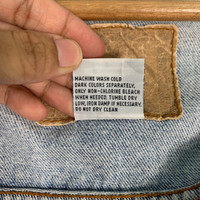 MACHINE WASH COLD
DARK COLORS SEPARATELY,
ONLY NON-CHLORINE BLEACH
WHEN NEEDED. TUMBLE DRY
LOW, IRON DAMP IF NECESSARY.
DO NOT DRY CLEAN